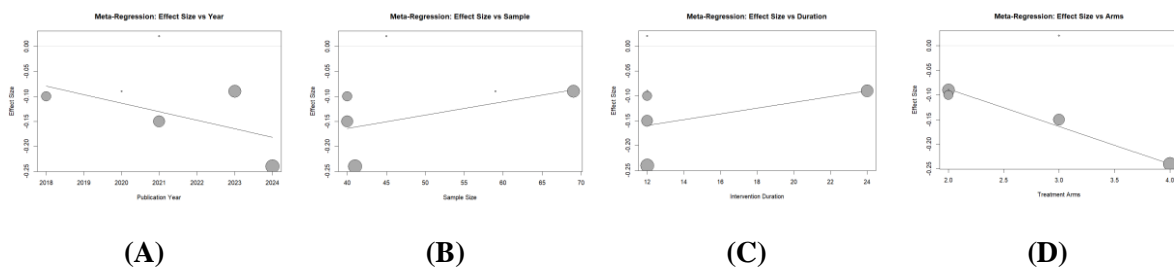 Meta-Regression: Effect Size vs Year
Effect Size
0.00
-0.05
-0.10
-0.15
-0.20
-0.25
2018 2019 2020 2021 2022 2023 2024
Publication Year
(A)
Meta-Regression: Effect Size vs Sample
Effect Size
0.00
-0.05
-0.10
-0.15
-0.20
-0.25
40 45 50 55 60 65 70
Sample Size
(B)
Meta-Regression: Effect Size vs Duration
Effect Size
0.00
-0.05
-0.10
-0.15
-0.20
-0.25
12 14 16 18 20 22 24
Intervention Duration
(C)
Meta-Regression: Effect Size vs Arms
Effect Size
0.00
-0.05
-0.10
-0.15
-0.20
-0.25
2.0 2.5 3.0 3.5 4.0
Treatment Arms
(D)